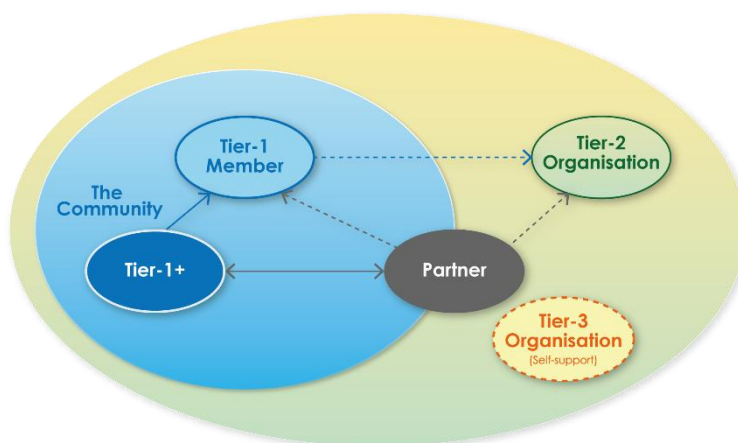 Tier-1
Member
Tier-2
Organisation
The
Community
Tier-1+
Partner
Tier-3
Organisation
(Self-support)